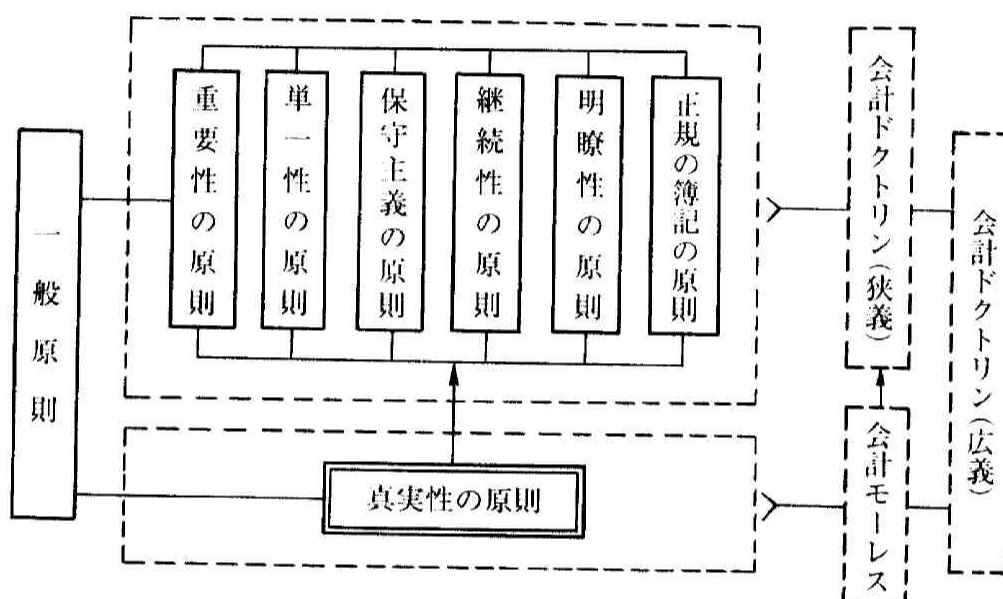 一般原則
重要性の原則
単一性の原則
保守主義の原則
継続性の原則
明瞭性の原則
正規の簿記の原則
真実性の原則
会計ドクトリン(狭義)
会計モーレス
会計ドクトリン(広義)